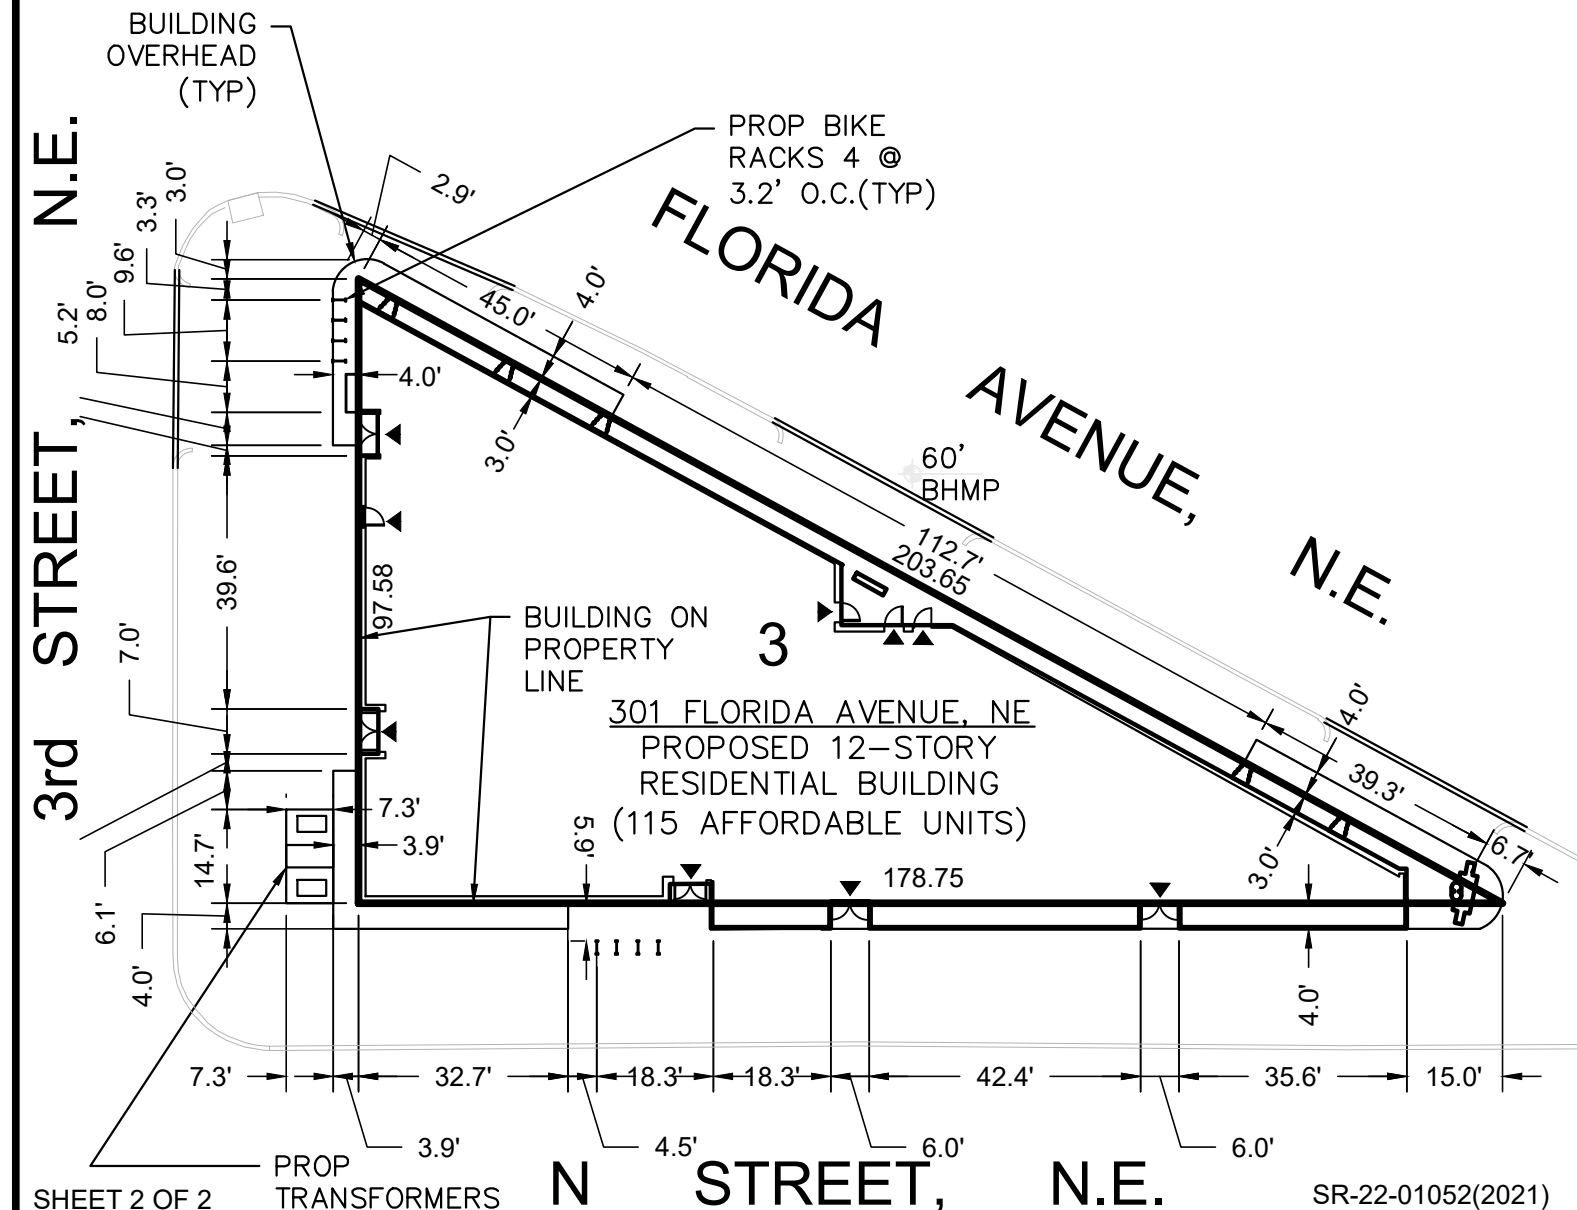 BUILDING
OVERHEAD
(TYP)
PROP BIKE
RACKS 4 @
3.2' O.C.(TYP)
2.9'
3.0'
3.3'
9.6'
8.0'
5.2'
3rd STREET, N.E.
FLORIDA AVENUE, N.E.
45.0'
4.0'
4.0'
3.0'
60'
BHMP
112.7'
203.65
39.6'
97.58
7.0'
BUILDING ON
PROPERTY
LINE
3
301 FLORIDA AVENUE, NE
PROPOSED 12-STORY
RESIDENTIAL BUILDING
(115 AFFORDABLE UNITS)
4.0'
39.3'
6.7'
3.0'
7.3'
3.9'
5.9'
178.75
14.7'
6.1'
4.0'
4.0'
7.3'
32.7'
18.3'
18.3'
42.4'
35.6'
15.0'
3.9'
4.5'
6.0'
6.0'
PROP
TRANSFORMERS
N STREET, N.E.
SHEET 2 OF 2
SR-22-01052(2021)